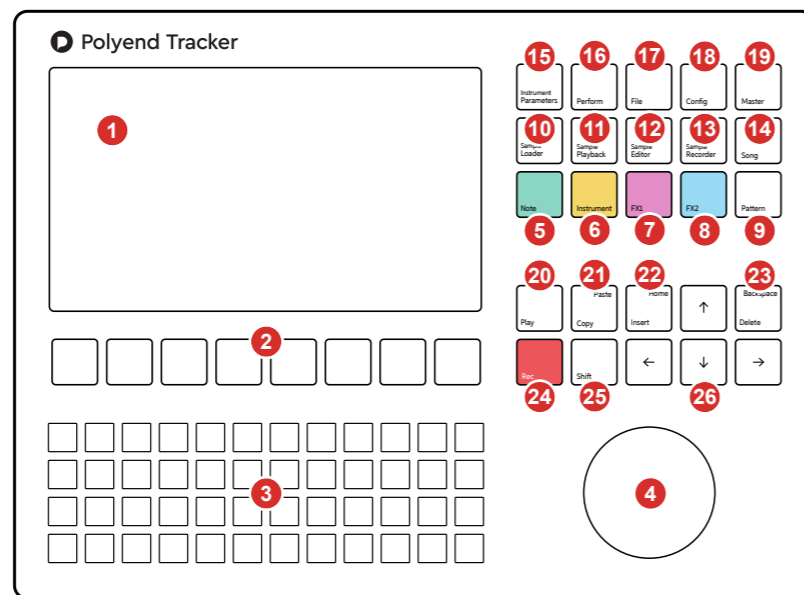 Polyend Tracker
1
2
3
15 16 17 18 19
Instrument
Parameters
Perform
File
Config
Master
10 11 12 13 14
Sample
Loader
Sample
Playback
Sample
Editor
Sample
Recorder
Song
Note
Instrument
FX1
FX2
Pattern
5 6 7 8 9
20 21 22 23
Paste
Home
Backspace
Play
Copy
Insert
↑
Delete
Rec
Shift
←
↓
→
24 25 26
4